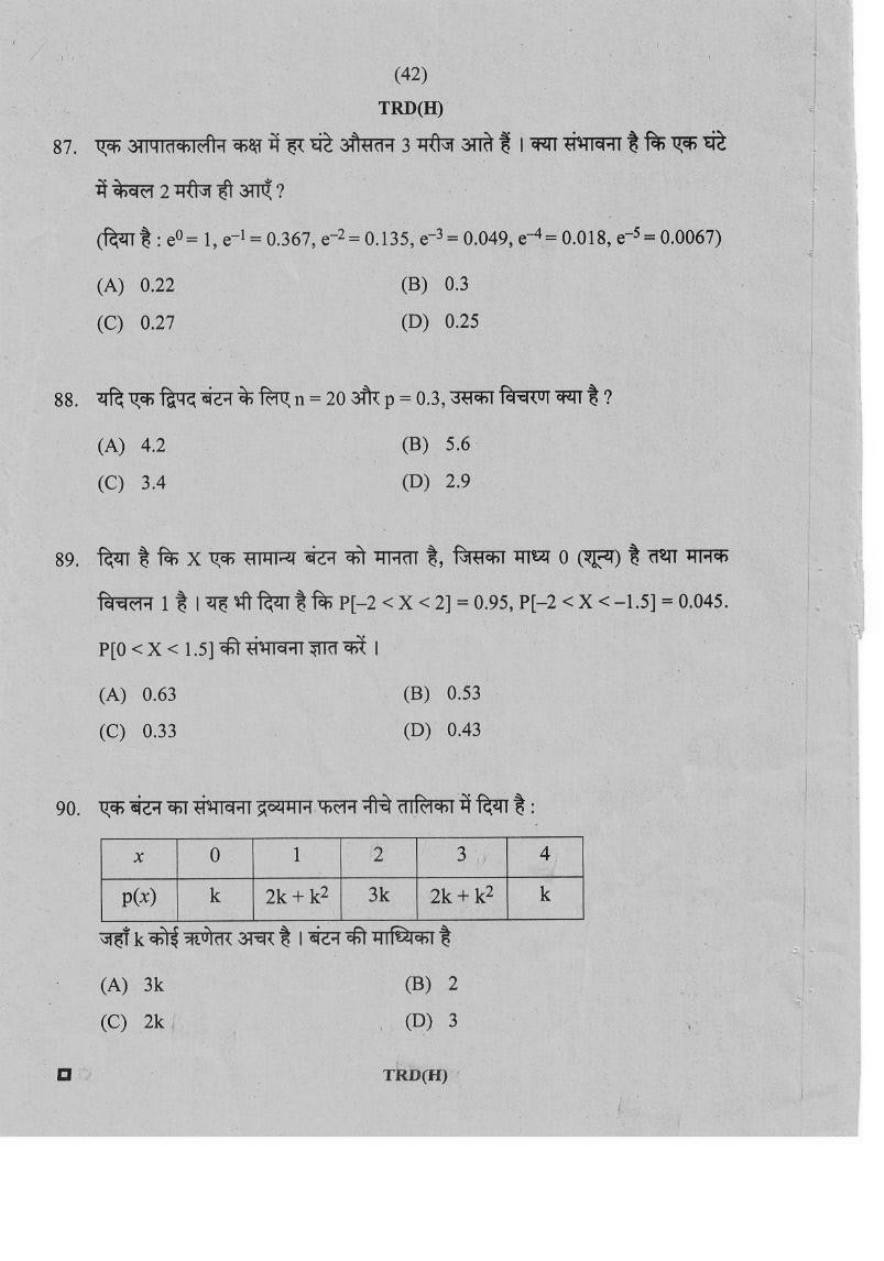 (42)
TRD(H)
87. एक आपातकालीन कक्ष में हर घंटे औसतन 3 मरीज आते हैं । क्या संभावना है कि एक घंटे
में केवल 2 मरीज ही आएँ ?
(दिया है : e⁰ = 1, e⁻¹ = 0.367, e⁻² = 0.135, e⁻³ = 0.049, e⁻⁴ = 0.018, e⁻⁵ = 0.0067)
(A) 0.22 (B) 0.3
(C) 0.27 (D) 0.25
88. यदि एक द्विपद बंटन के लिए n = 20 और p = 0.3, उसका विचरण क्या है ?
(A) 4.2 (B) 5.6
(C) 3.4 (D) 2.9
89. दिया है कि X एक सामान्य बंटन को मानता है, जिसका माध्य 0 (शून्य) है तथा मानक
विचलन 1 है । यह भी दिया है कि P[–2 < X < 2] = 0.95, P[–2 < X < –1.5] = 0.045.
P[0 < X < 1.5] की संभावना ज्ञात करें ।
(A) 0.63 (B) 0.53
(C) 0.33 (D) 0.43
90. एक बंटन का संभावना द्रव्यमान फलन नीचे तालिका में दिया है :
x 0 1 2 3 4
p(x) k 2k + k² 3k 2k + k² k
जहाँ k कोई ऋणेतर अचर है । बंटन की माध्यिका है
(A) 3k (B) 2
(C) 2k (D) 3
TRD(H)